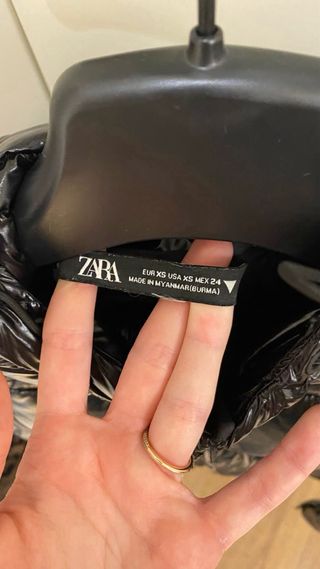 ZARA
EUR XS USA XS MEX 24
MADE IN MYANMAR(BURMA)